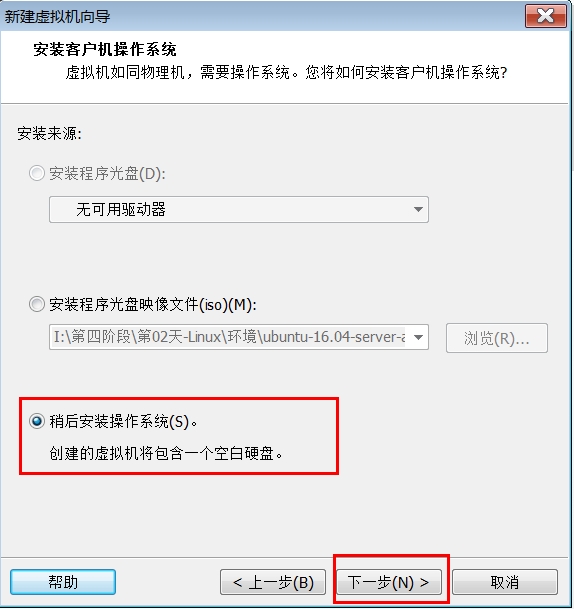 新建虚拟机向导
安装客户机操作系统
虚拟机如同物理机，需要操作系统。您将如何安装客户机操作系统?
安装来源:
安装程序光盘(D):
无可用驱动器
安装程序光盘映像文件(iso)(M):
I:\第四阶段\第02天-Linux\环境\ubuntu-16.04-server-a
浏览(R)...
稍后安装操作系统(S)。
创建的虚拟机将包含一个空白硬盘。
帮助
< 上一步(B)
下一步(N) >
取消